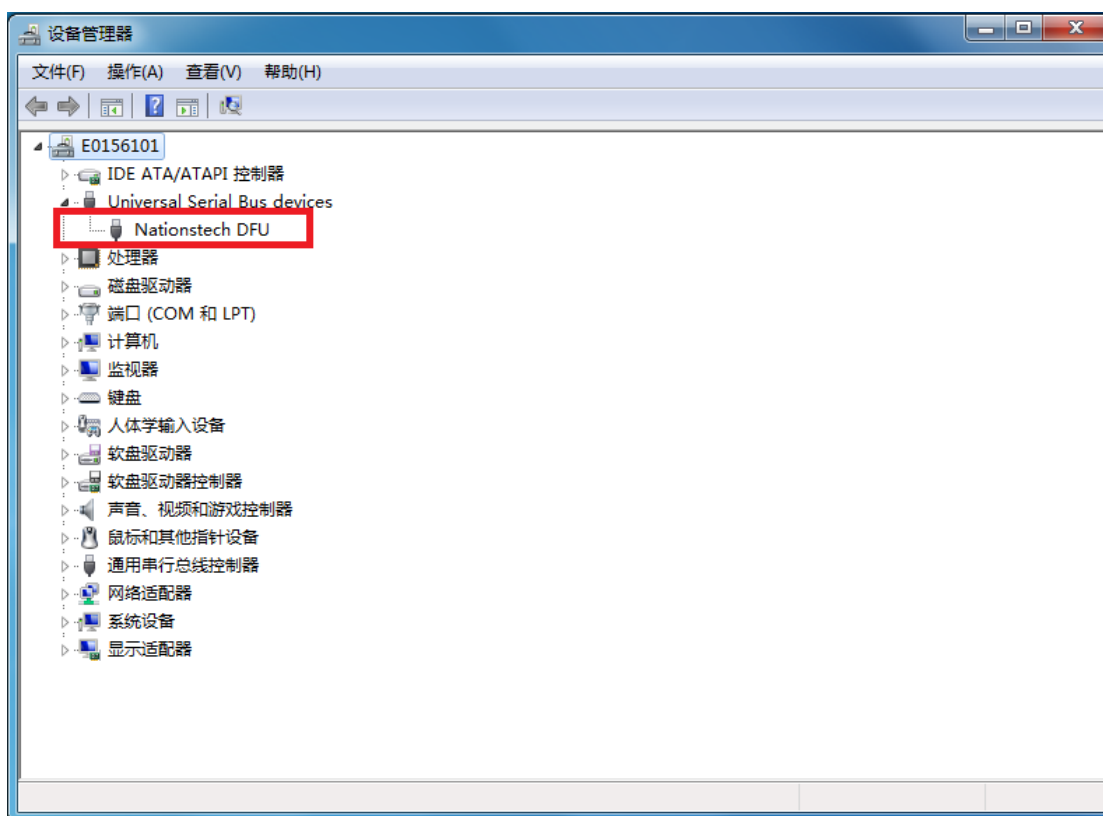 设备管理器
文件(F) 操作(A) 查看(V) 帮助(H)
E0156101
IDE ATA/ATAPI 控制器
Universal Serial Bus devices
Nationstech DFU
处理器
磁盘驱动器
端口 (COM 和 LPT)
计算机
监视器
键盘
人体学输入设备
软盘驱动器
软盘驱动器控制器
声音、视频和游戏控制器
鼠标和其他指针设备
通用串行总线控制器
网络适配器
系统设备
显示适配器